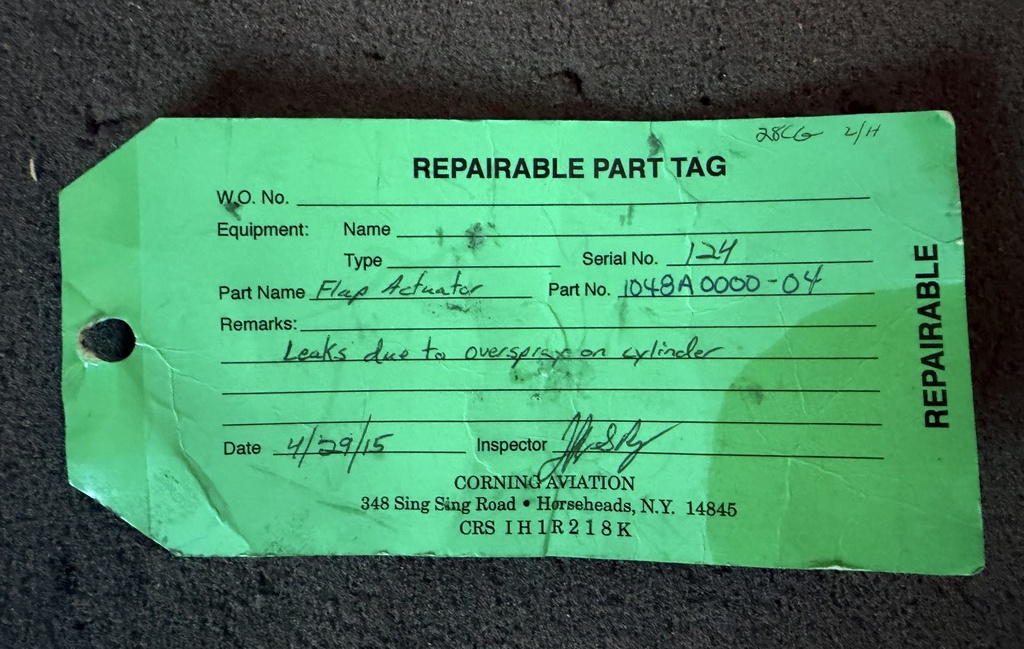 28CG L/H
REPAIRABLE PART TAG
W.O. No.
Equipment: Name
Type Serial No. 124
Part Name Flap Actuator Part No. 1048A0000-04
Remarks:
Leaks due to overspray on cylinder
Date 4/29/15 Inspector
CORNING AVIATION
348 Sing Sing Road • Horseheads, N.Y. 14845
CRS IH1R218K
REPAIRABLE